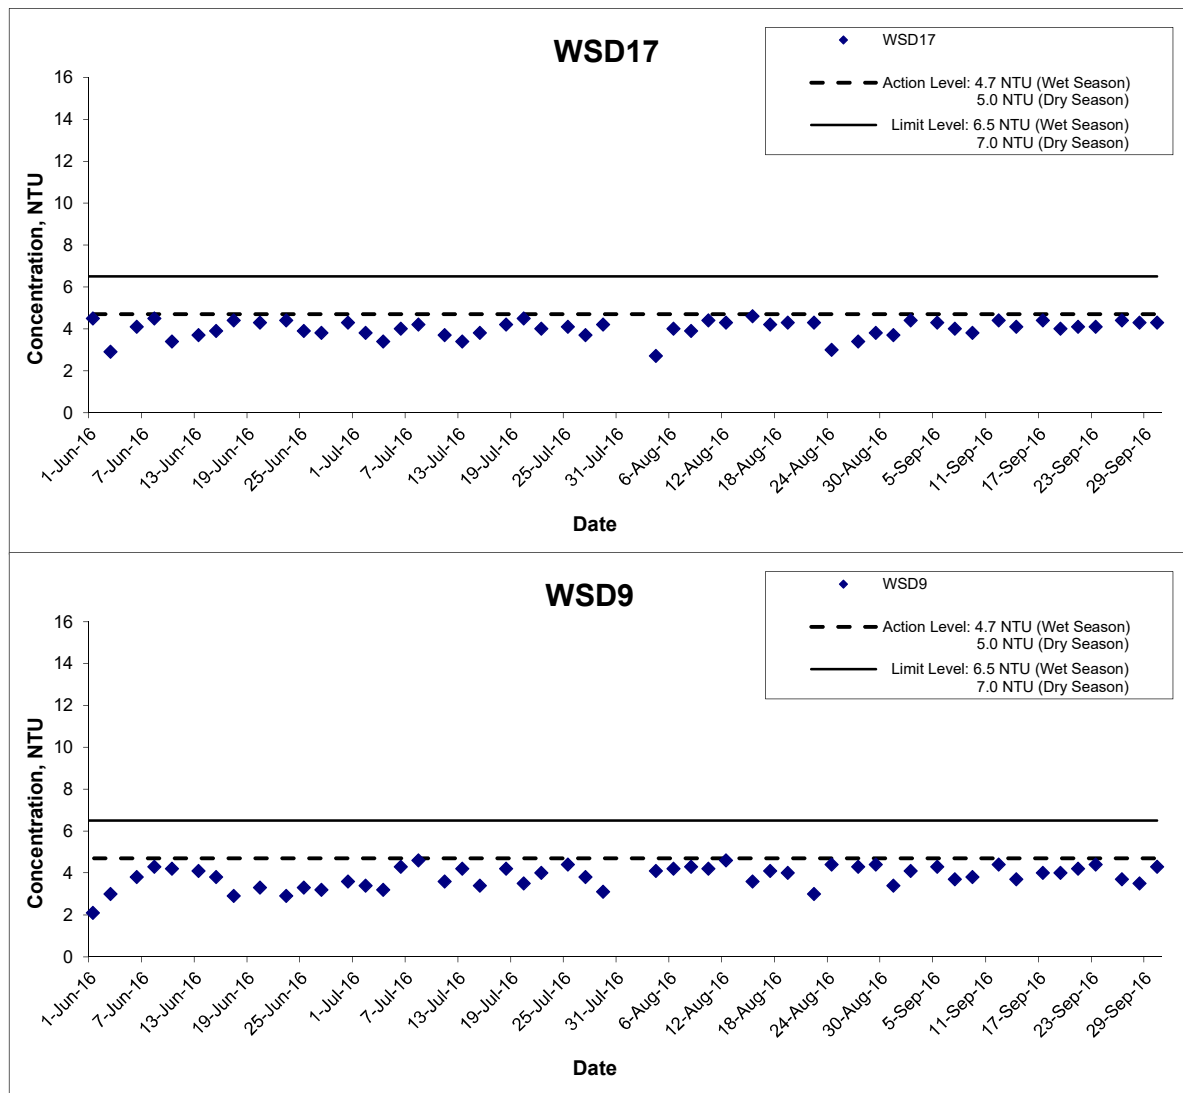 WSD17
WSD17
Action Level: 4.7 NTU (Wet Season)
5.0 NTU (Dry Season)
Limit Level: 6.5 NTU (Wet Season)
7.0 NTU (Dry Season)
Concentration, NTU
16
14
12
10
8
6
4
2
0
1-Jun-16
7-Jun-16
13-Jun-16
19-Jun-16
25-Jun-16
1-Jul-16
7-Jul-16
13-Jul-16
19-Jul-16
25-Jul-16
31-Jul-16
6-Aug-16
12-Aug-16
18-Aug-16
24-Aug-16
30-Aug-16
5-Sep-16
11-Sep-16
17-Sep-16
23-Sep-16
29-Sep-16
Date
WSD9
WSD9
Action Level: 4.7 NTU (Wet Season)
5.0 NTU (Dry Season)
Limit Level: 6.5 NTU (Wet Season)
7.0 NTU (Dry Season)
Concentration, NTU
16
14
12
10
8
6
4
2
0
1-Jun-16
7-Jun-16
13-Jun-16
19-Jun-16
25-Jun-16
1-Jul-16
7-Jul-16
13-Jul-16
19-Jul-16
25-Jul-16
31-Jul-16
6-Aug-16
12-Aug-16
18-Aug-16
24-Aug-16
30-Aug-16
5-Sep-16
11-Sep-16
17-Sep-16
23-Sep-16
29-Sep-16
Date